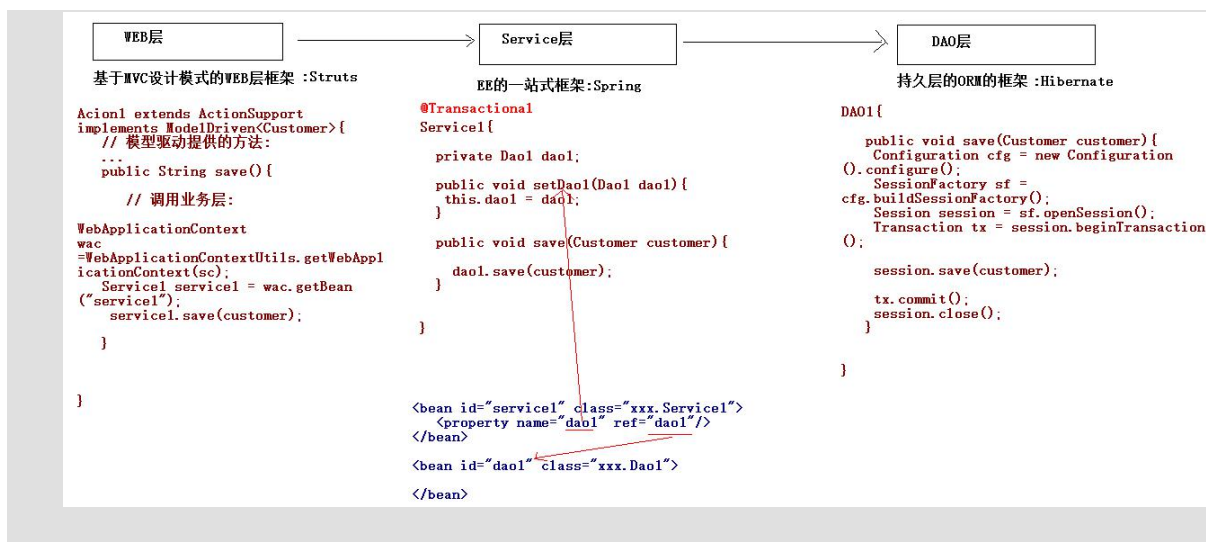 WEB层
Service层
DAO层
基于MVC设计模式的WEB层框架 :Struts
EE的一站式框架:Spring
持久层的ORM的框架 :Hibernate
Acion1 extends ActionSupport
implements ModelDriven<Customer>{
// 模型驱动提供的方法:
...
public String save(){
// 调用业务层:
WebApplicationContext
wac
=WebApplicationContextUtils.getWebAppl
icationContext(sc);
Service1 service1 = wac.getBean
("service1");
service1.save(customer);
}
}
@Transactional
Service1{
private Dao1 dao1;
public void setDao1(Dao1 dao1){
this.dao1 = dao1;
}
public void save(Customer customer){
dao1.save(customer);
}
}
<bean id="service1" class="xxx.Service1">
<property name="dao1" ref="dao1"/>
</bean>
<bean id="dao1" class="xxx.Dao1">
</bean>
DAO1{
public void save(Customer customer){
Configuration cfg = new Configuration
().configure();
SessionFactory sf =
cfg.buildSessionFactory();
Session session = sf.openSession();
Transaction tx = session.beginTransaction
();
session.save(customer);
tx.commit();
session.close();
}
}